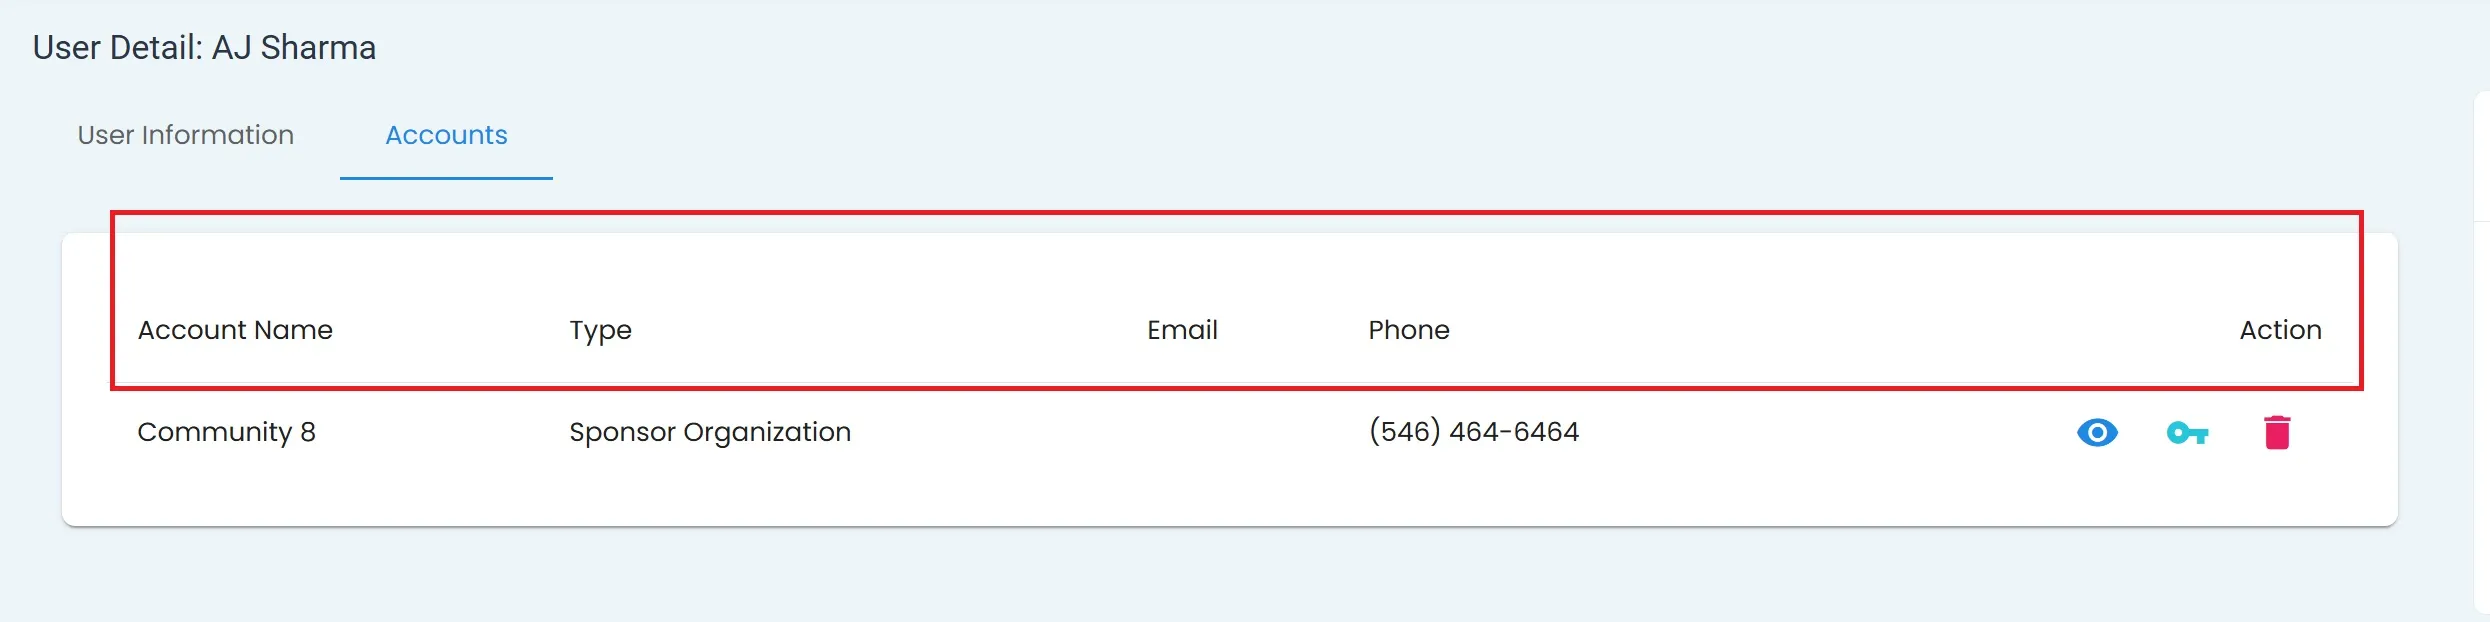 User Detail: AJ Sharma
User Information Accounts
Account Name Type Email Phone Action
Community 8 Sponsor Organization (546) 464-6464